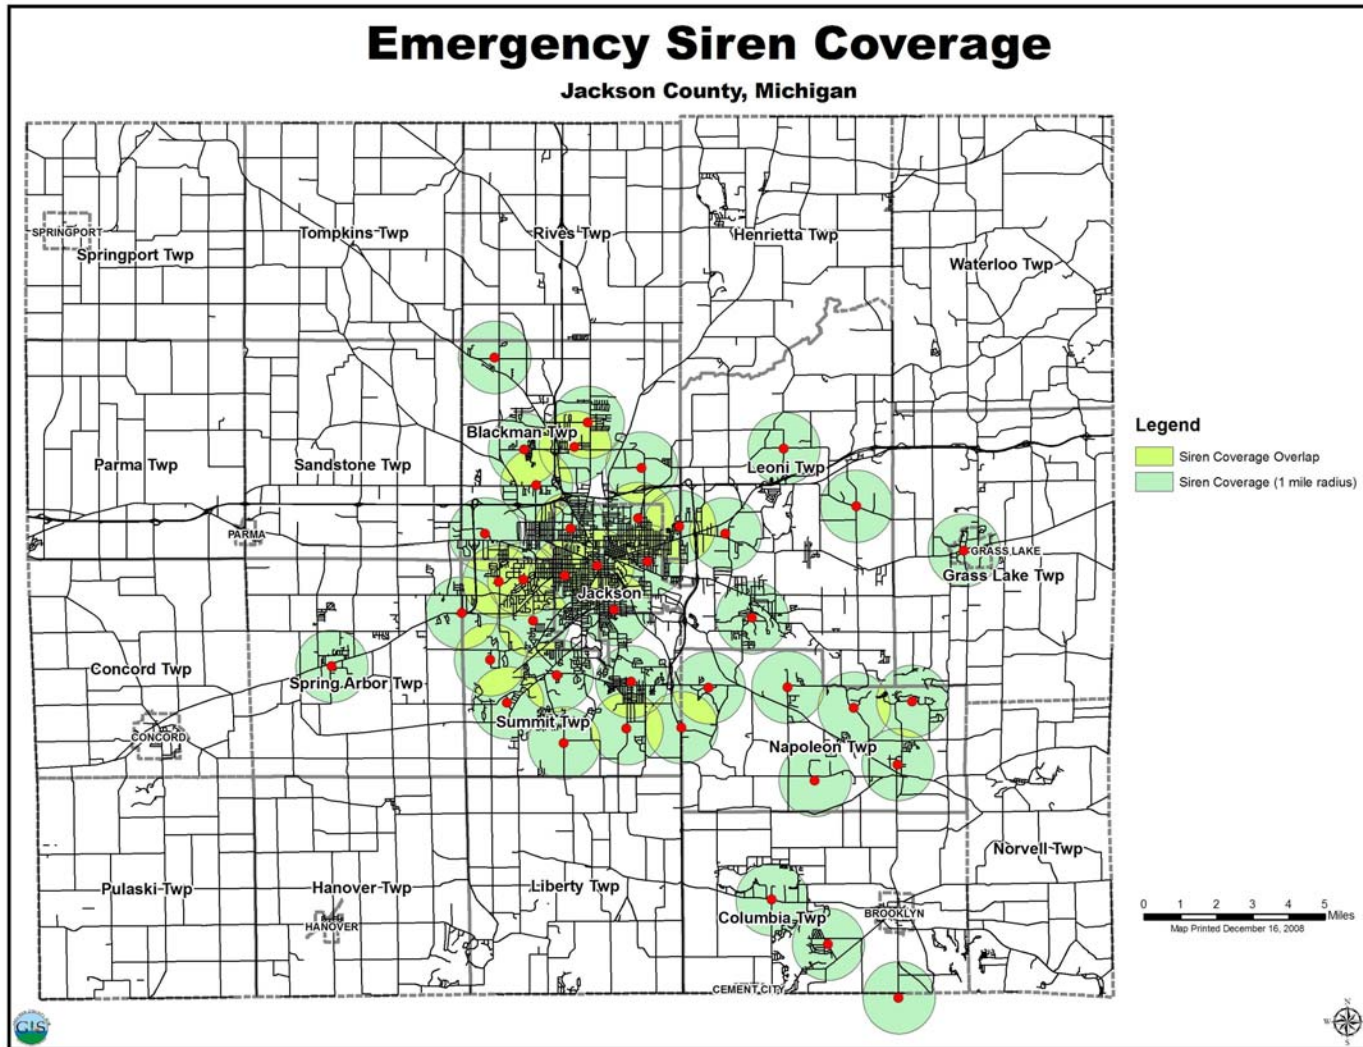 Emergency Siren Coverage
Jackson County, Michigan
SPRINGPORT
Springport Twp
Tompkins Twp
Rives Twp
Henrietta Twp
Waterloo Twp
Blackman Twp
Parma Twp
Sandstone Twp
Leoni Twp
PARMA
GRASS LAKE
Grass Lake Twp
Jackson
Concord Twp
Spring Arbor Twp
Summit Twp
CONCORD
Napoleon Twp
Norvell Twp
Pulaski Twp
Hanover Twp
Liberty Twp
HANOVER
Columbia Twp
BROOKLYN
CEMENT CITY
Legend
Siren Coverage Overlap
Siren Coverage (1 mile radius)
0 1 2 3 4 5
Miles
Map Printed December 16, 2008
GIS
N
W
E
S